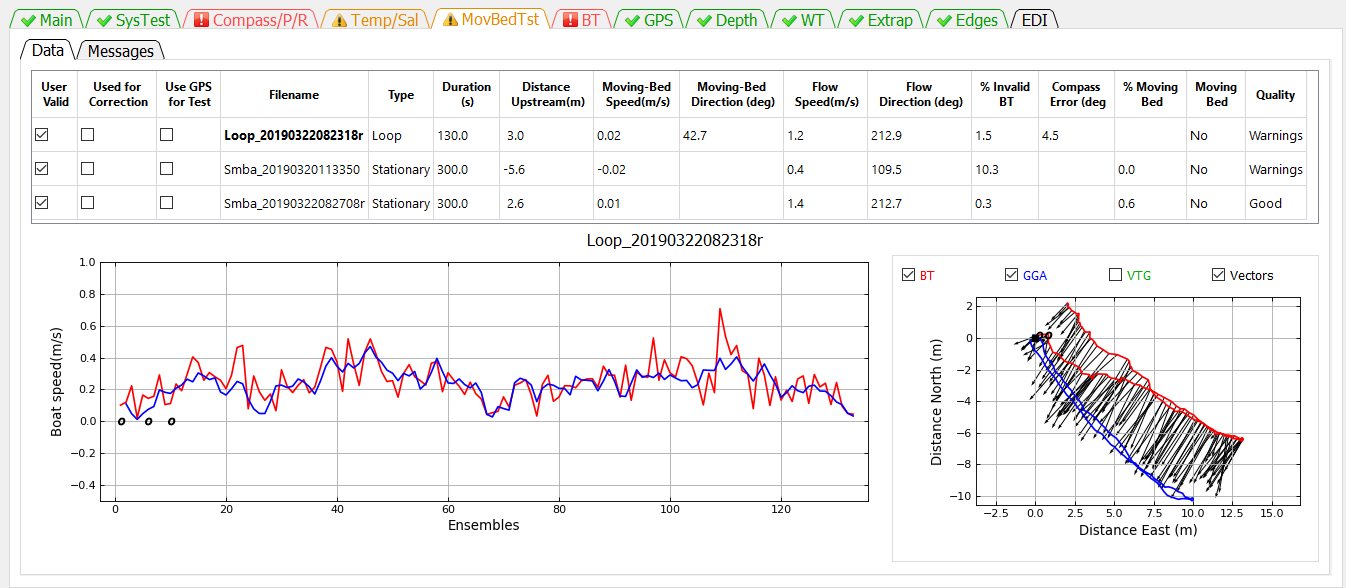 Main SysTest Compass/P/R Temp/Sal MovBedTst BT GPS Depth WT Extrap Edges EDI
Data Messages
User Valid Used for Correction Use GPS for Test Filename Type Duration (s) Distance Upstream(m) Moving-Bed Speed(m/s) Moving-Bed Direction (deg) Flow Speed(m/s) Flow Direction (deg) % Invalid BT Compass Error (deg % Moving Bed Moving Bed Quality
Loop_20190322082318r Loop 130.0 3.0 0.02 42.7 1.2 212.9 1.5 4.5 No Warnings
Smba_20190320113350 Stationary 300.0 -5.6 -0.02 0.4 109.5 10.3 0.0 No Warnings
Smba_20190322082708r Stationary 300.0 2.6 0.01 1.4 212.7 0.3 0.6 No Good
Loop_20190322082318r
1.0
0.8
0.6
0.4
0.2
0.0
−0.2
−0.4
Boat speed(m/s)
o o o
0 20 40 60 80 100 120
Ensembles
BT GGA VTG Vectors
2
0
−2
−4
−6
−8
−10
Distance North (m)
−2.5 0.0 2.5 5.0 7.5 10.0 12.5 15.0
Distance East (m)